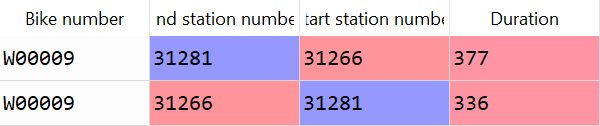 Bike number nd station numbe tart station numbe Duration
W00009 31281 31266 377
W00009 31266 31281 336